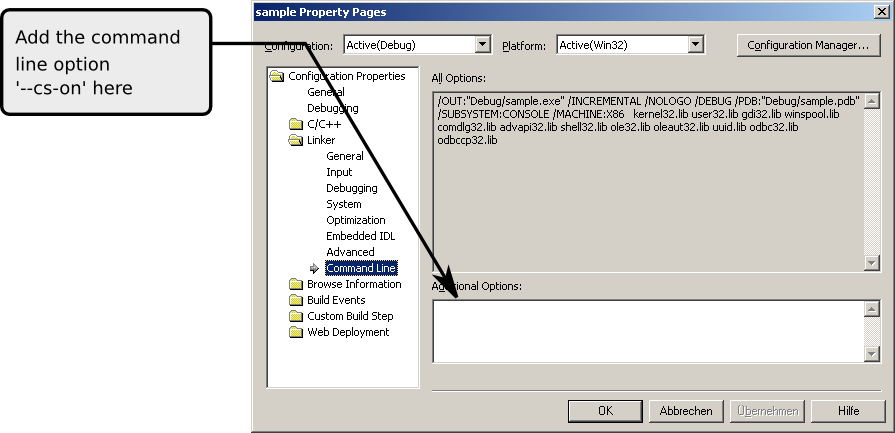 sample Property Pages
Add the command
line option
'--cs-on' here
Configuration: Active(Debug) Platform: Active(Win32) Configuration Manager...
Configuration Properties
General
Debugging
C/C++
Linker
General
Input
Debugging
System
Optimization
Embedded IDL
Advanced
Command Line
Browse Information
Build Events
Custom Build Step
Web Deployment
All Options:
/OUT:"Debug/sample.exe" /INCREMENTAL /NOLOGO /DEBUG /PDB:"Debug/sample.pdb"
/SUBSYSTEM:CONSOLE /MACHINE:X86 kernel32.lib user32.lib gdi32.lib winspool.lib
comdlg32.lib advapi32.lib shell32.lib ole32.lib oleaut32.lib uuid.lib odbc32.lib
odbccp32.lib
Additional Options:
OK Abbrechen Übernehmen Hilfe